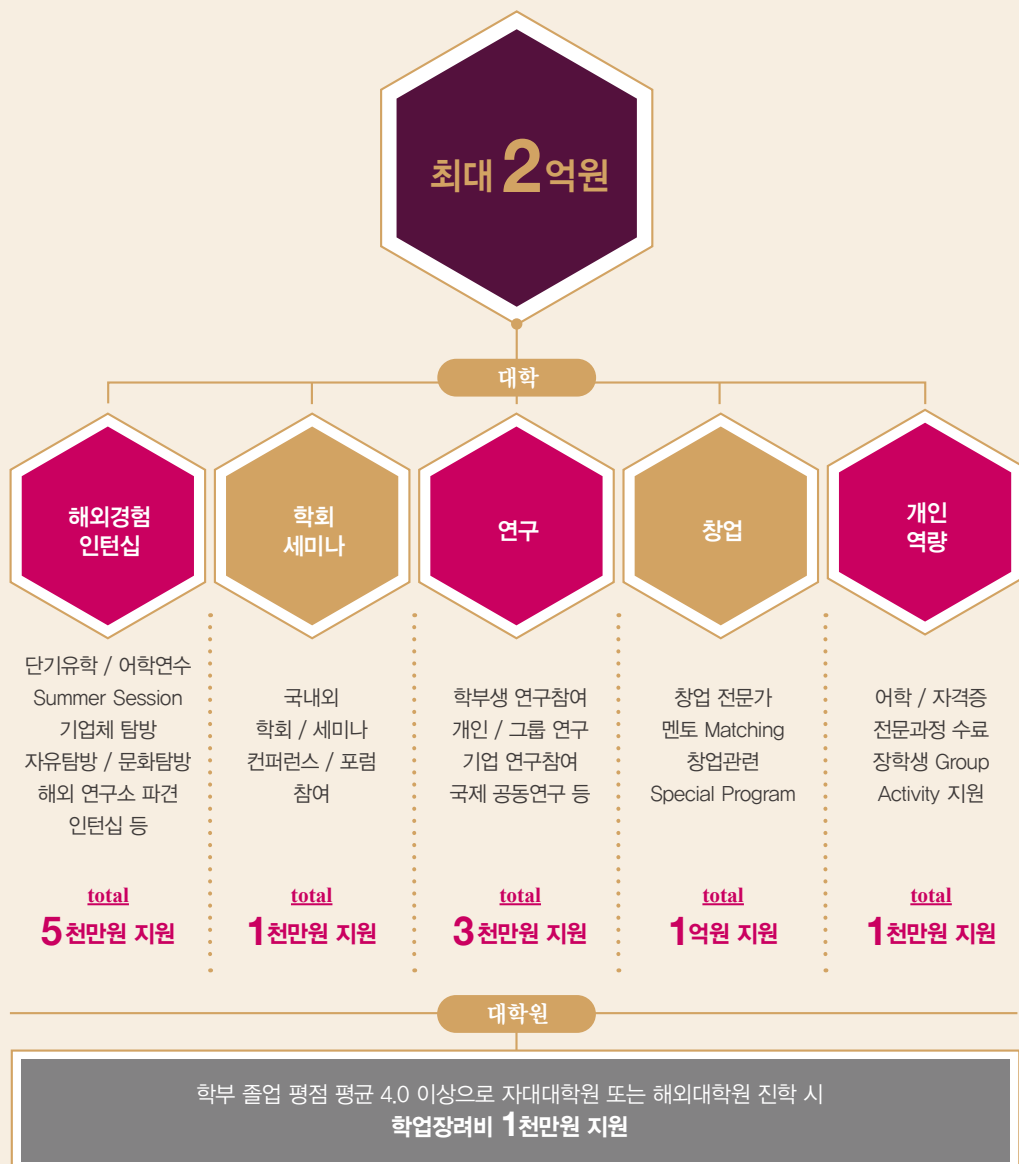 최대 2억원
대학
해외경험
인턴십
학회
세미나
연구
창업
개인
역량
단기유학 / 어학연수
Summer Session
기업체 탐방
자유탐방 / 문화탐방
해외 연구소 파견
인턴십 등
국내외
학회 / 세미나
컨퍼런스 / 포럼
참여
학부생 연구참여
개인 / 그룹 연구
기업 연구참여
국제 공동연구 등
창업 전문가
멘토 Matching
창업관련
Special Program
어학 / 자격증
전문과정 수료
장학생 Group
Activity 지원
total
5천만원 지원
total
1천만원 지원
total
3천만원 지원
total
1억원 지원
total
1천만원 지원
대학원
학부 졸업 평점 평균 4.0 이상으로 자대대학원 또는 해외대학원 진학 시
학업장려비 1천만원 지원